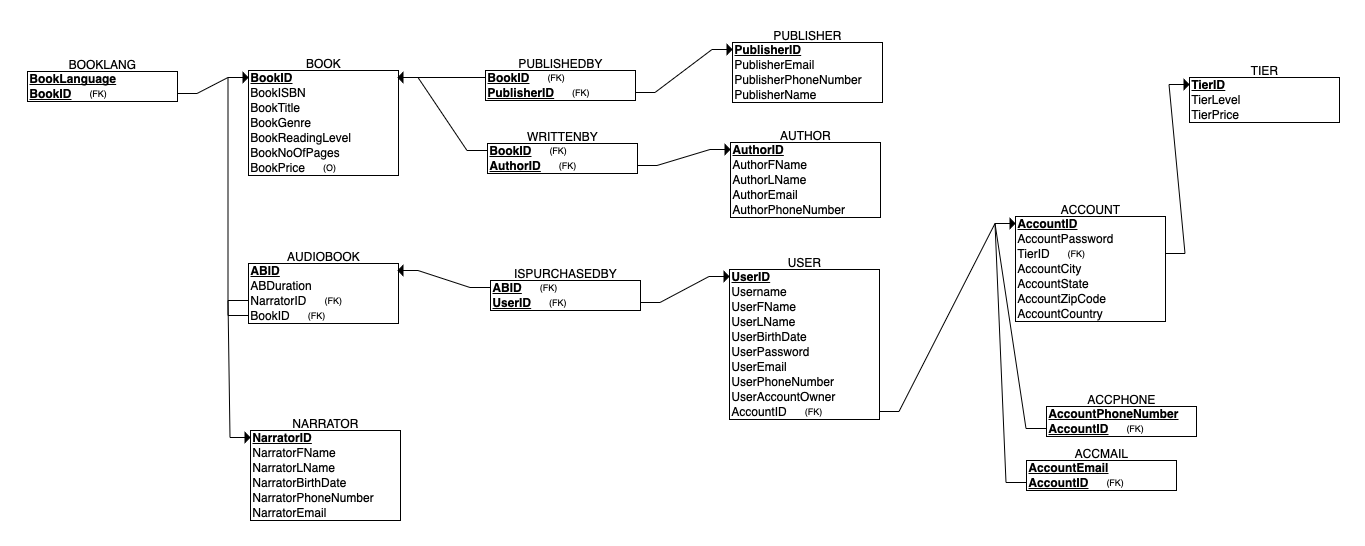 BOOKLANG
BookLanguage
BookID (FK)
BOOK
BookID
BookISBN
BookTitle
BookGenre
BookReadingLevel
BookNoOfPages
BookPrice (O)
PUBLISHEDBY
BookID (FK)
PublisherID (FK)
PUBLISHER
PublisherID
PublisherEmail
PublisherPhoneNumber
PublisherName
WRITTENBY
BookID (FK)
AuthorID (FK)
AUTHOR
AuthorID
AuthorFName
AuthorLName
AuthorEmail
AuthorPhoneNumber
TIER
TierID
TierLevel
TierPrice
AUDIOBOOK
ABID
ABDuration
NarratorID (FK)
BookID (FK)
ISPURCHASEDBY
ABID (FK)
UserID (FK)
USER
UserID
Username
UserFName
UserLName
UserBirthDate
UserPassword
UserEmail
UserPhoneNumber
UserAccountOwner
AccountID (FK)
ACCOUNT
AccountID
AccountPassword
TierID (FK)
AccountCity
AccountState
AccountZipCode
AccountCountry
ACCPHONE
AccountPhoneNumber
AccountID (FK)
ACCMAIL
AccountEmail
AccountID (FK)
NARRATOR
NarratorID
NarratorFName
NarratorLName
NarratorBirthDate
NarratorPhoneNumber
NarratorEmail